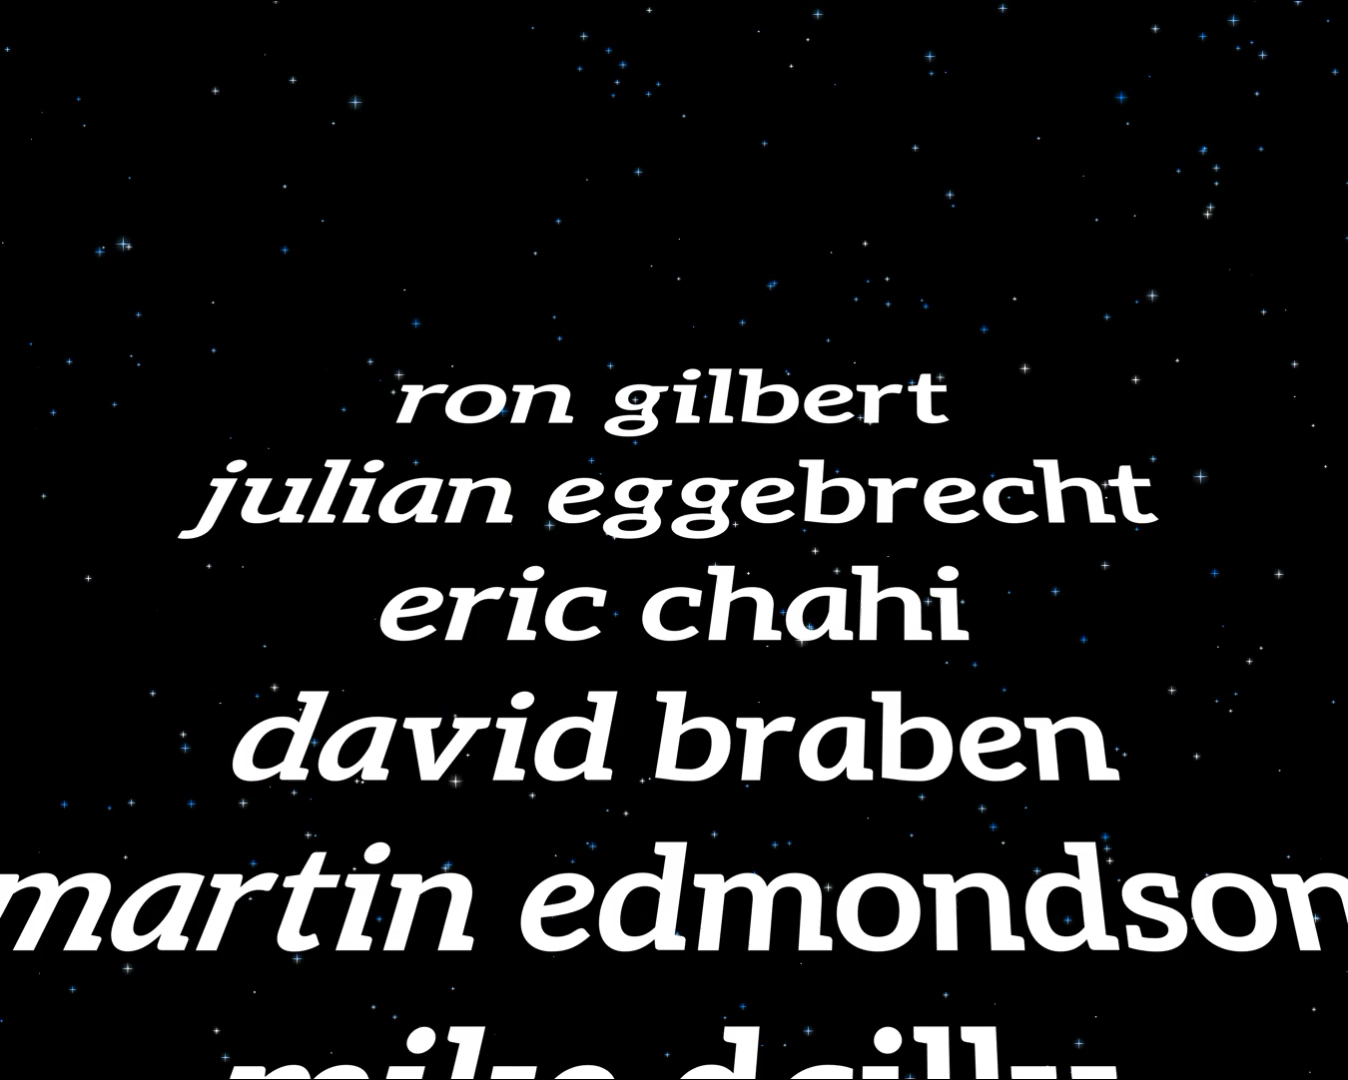 ron gilbert
julian eggebrecht
eric chahi
david braben
martin edmondson